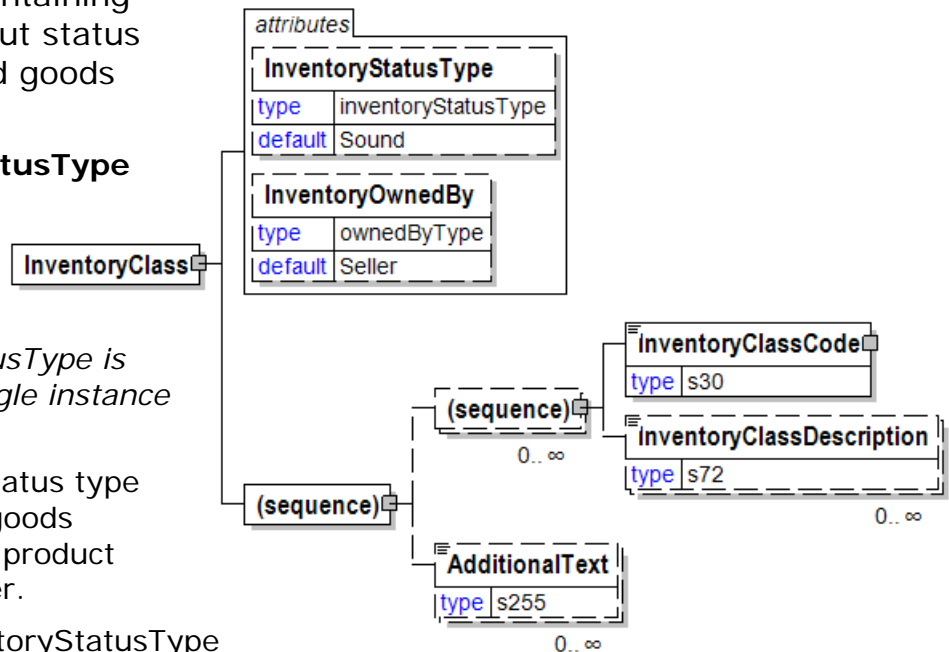 ut status
d goods
tusType
usType is
gle instance
atus type
goods
product
er.
toryStatusType
attributes
InventoryStatusType
type inventoryStatusType
default Sound
InventoryOwnedBy
type ownedByType
default Seller
InventoryClass
(sequence)
(sequence)
0.. ∞
InventoryClassCode
type s30
InventoryClassDescription
type s72
0.. ∞
AdditionalText
type s255
0.. ∞